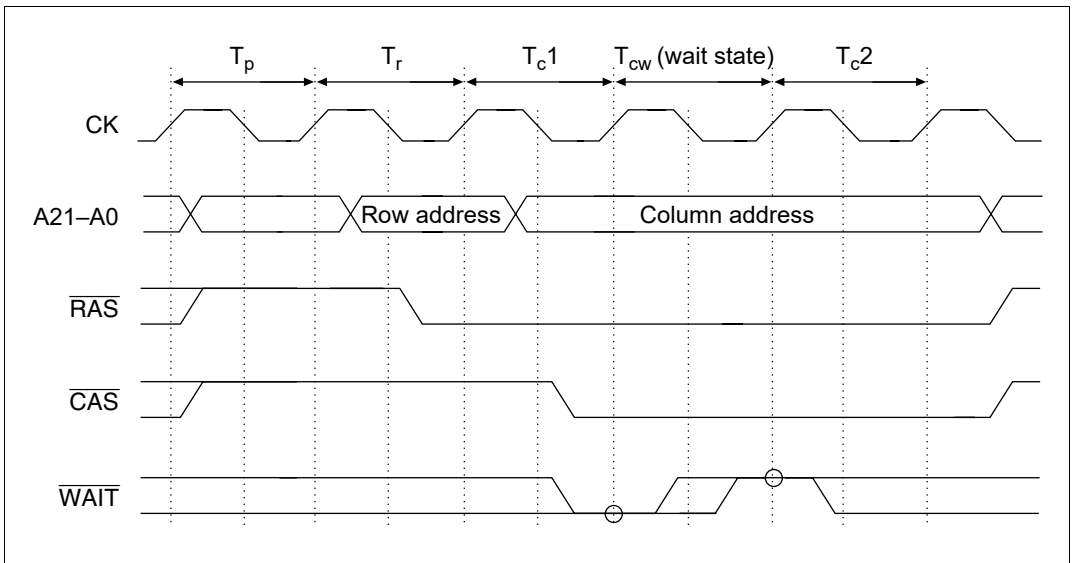 Tp Tr Tc1 Tcw (wait state) Tc2
CK
A21–A0 Row address Column address
RAS
CAS
WAIT